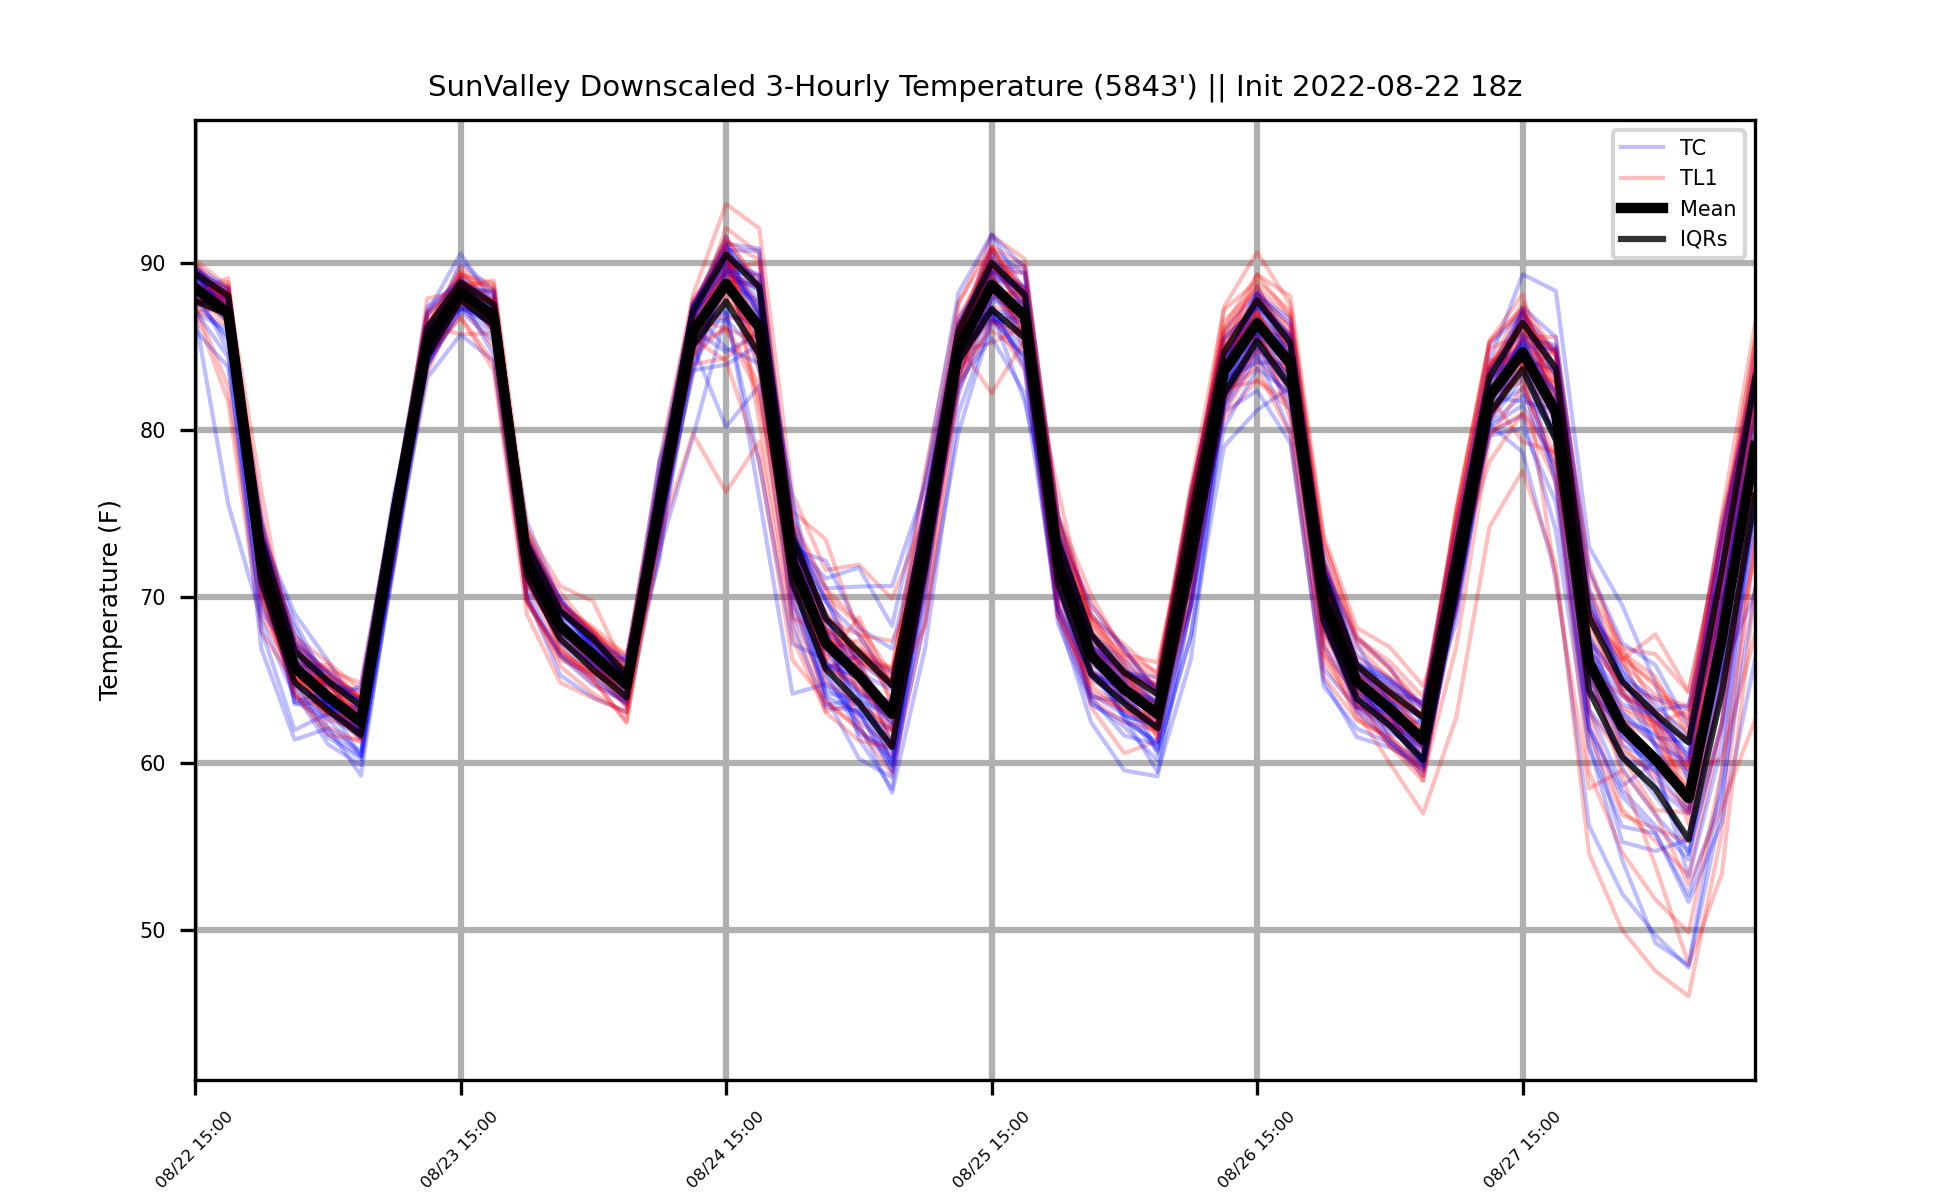 SunValley Downscaled 3-Hourly Temperature (5843') || Init 2022-08-22 18z
TC
TL1
Mean
IQRs
Temperature (F)
90
80
70
60
50
08/22 15:00
08/23 15:00
08/24 15:00
08/25 15:00
08/26 15:00
08/27 15:00